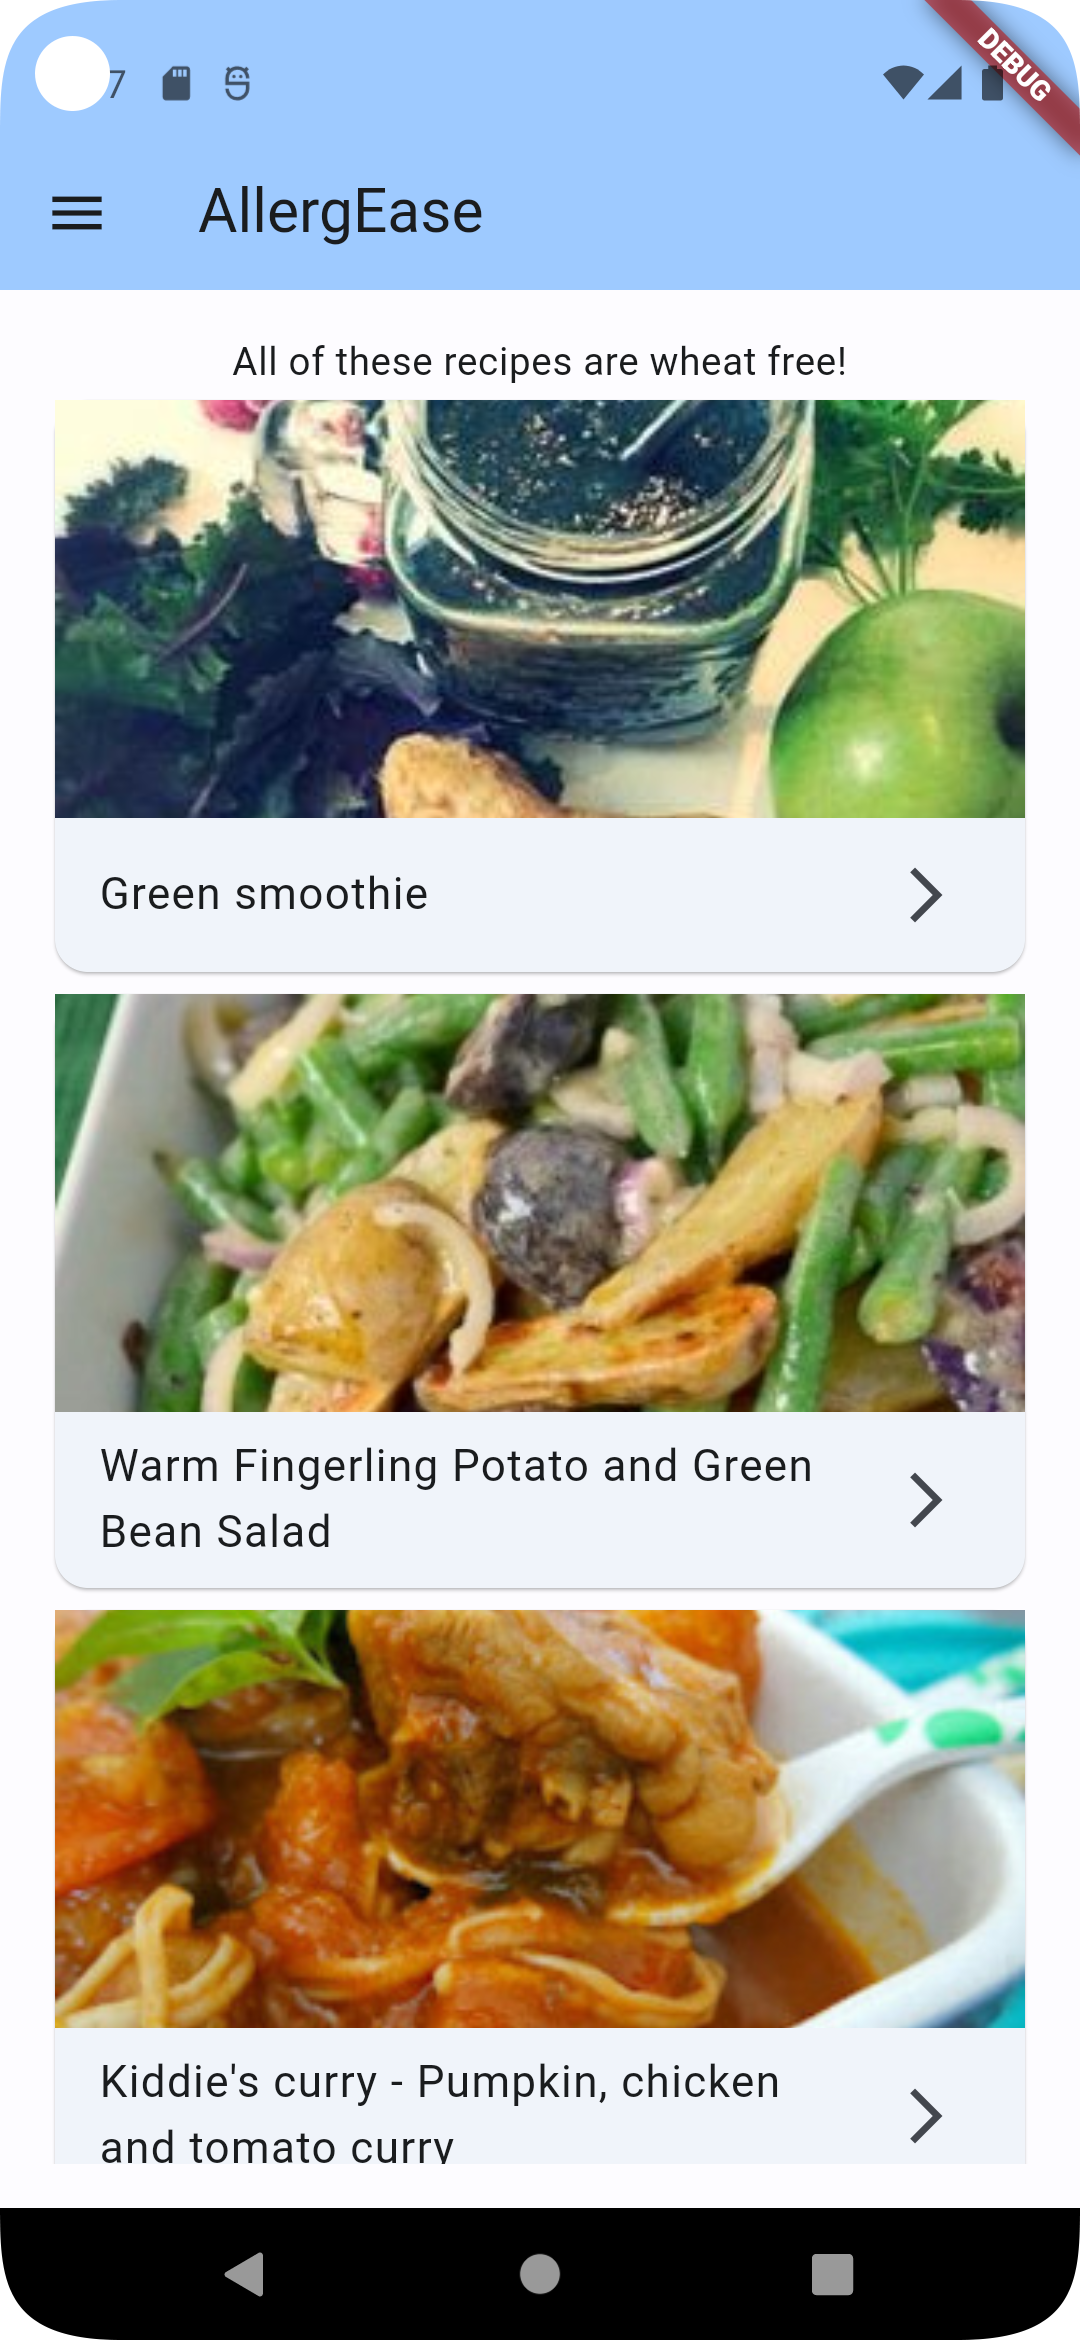 7
DEBUG
AllergEase
All of these recipes are wheat free!
Green smoothie
Warm Fingerling Potato and Green
Bean Salad
Kiddie's curry - Pumpkin, chicken
and tomato curry